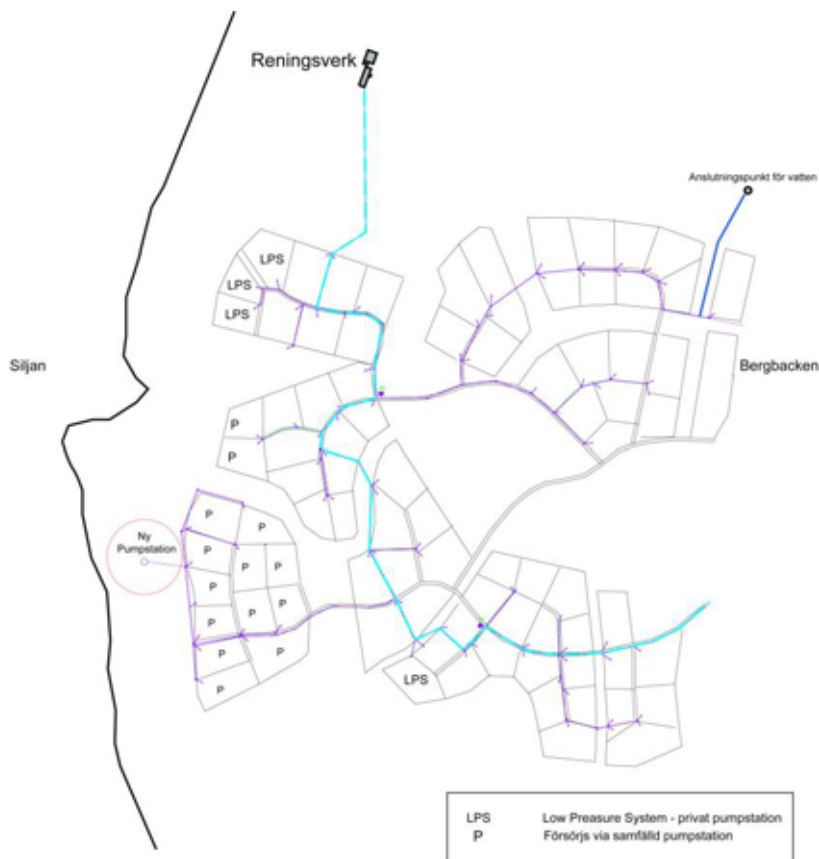 Reningsverk
Anslutningspunkt för vatten
LPS
LPS
LPS
Siljan
Bergbacken
P
P
P
P
Ny
Pumpstation
P
P
P
P
P
P
P
P
P
P
P
LPS
LPS Low Preasure System - privat pumpstation
P Försörjs via samfälld pumpstation